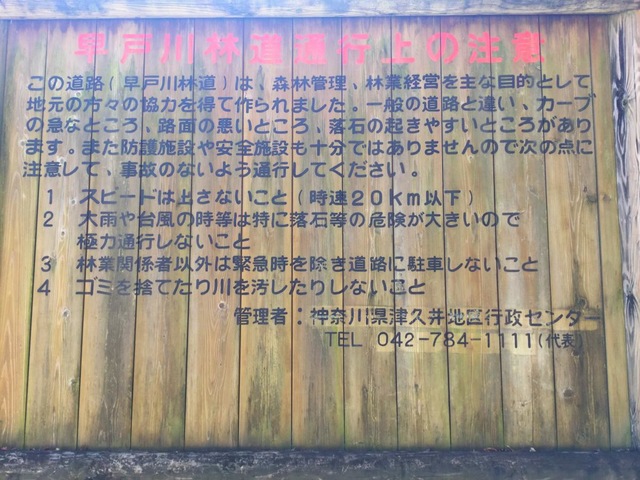 早戸川林道通行上の注意
この道路(早戸川林道)は、森林管理、林業経営を主な目的として
地元の方々の協力を得て作られました。一般の道路と違い、カーブ
の急なところ、路面の悪いところ、落石の起きやすいところがあり
ます。また防護施設や安全施設も十分ではありませんので次の点に
注意して、事故のないよう通行してください。
1 スピードは上さないこと(時速20Km以下)
2 大雨や台風の時等は特に落石等の危険が大きいので
極力通行しないこと
3 林業関係者以外は緊急時を除き道路に駐車しないこと
4 ゴミを捨てたり川を汚したりしないこと
管理者:神奈川県津久井地区行政センター
TEL 042-784-1111(代表)